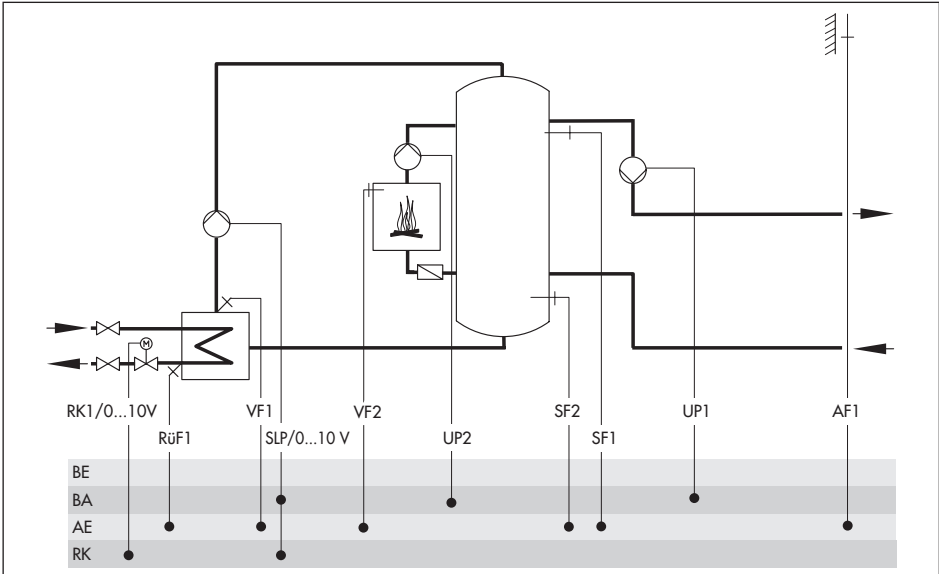 M
RK1/0...10V VF1 VF2 SF2 UP1 AF1
RüF1 SLP/0...10 V UP2 SF1
BE
BA
AE
RK